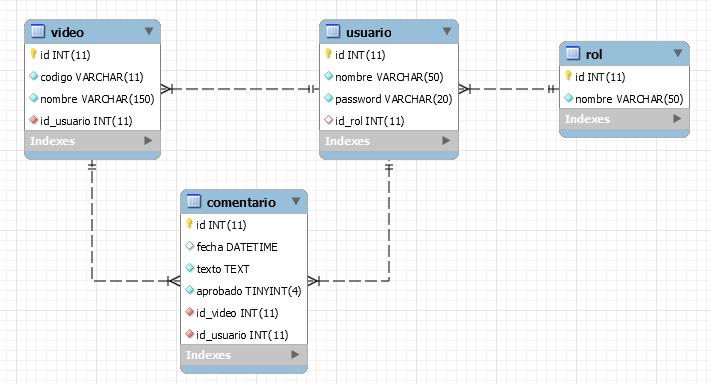 video
id INT(11)
codigo VARCHAR(11)
nombre VARCHAR(150)
id_usuario INT(11)
Indexes
usuario
id INT(11)
nombre VARCHAR(50)
password VARCHAR(20)
id_rol INT(11)
Indexes
rol
id INT(11)
nombre VARCHAR(50)
Indexes
comentario
id INT(11)
fecha DATETIME
texto TEXT
aprobado TINYINT(4)
id_video INT(11)
id_usuario INT(11)
Indexes